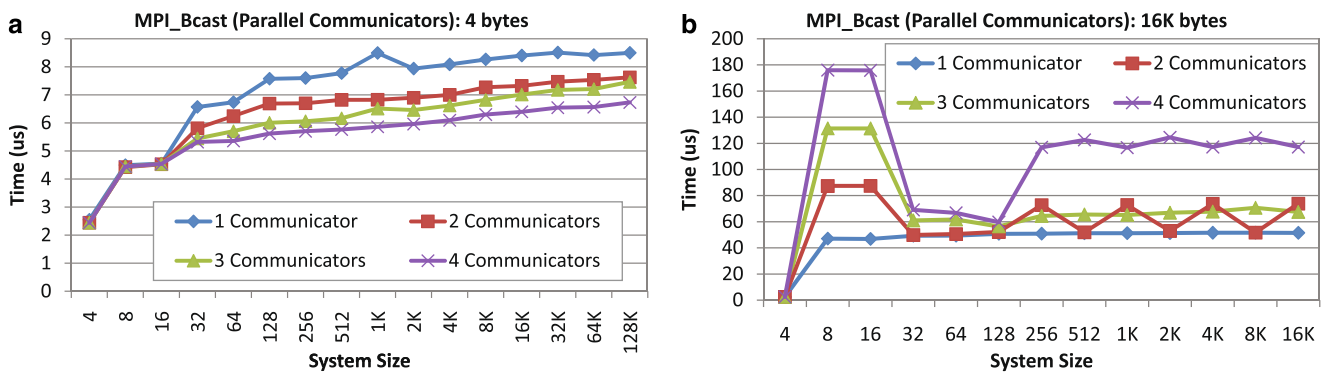 a
MPI_Bcast (Parallel Communicators): 4 bytes
9
8
7
6
5
4
3
2
1
0
Time (us)
1 Communicator
2 Communicators
3 Communicators
4 Communicators
4 8 16 32 64 128 256 512 1K 2K 4K 8K 16K 32K 64K 128K
System Size
b
MPI_Bcast (Parallel Communicators): 16K bytes
200
180
160
140
120
100
80
60
40
20
0
Time (us)
1 Communicator
2 Communicators
3 Communicators
4 Communicators
4 8 16 32 64 128 256 512 1K 2K 4K 8K 16K
System Size